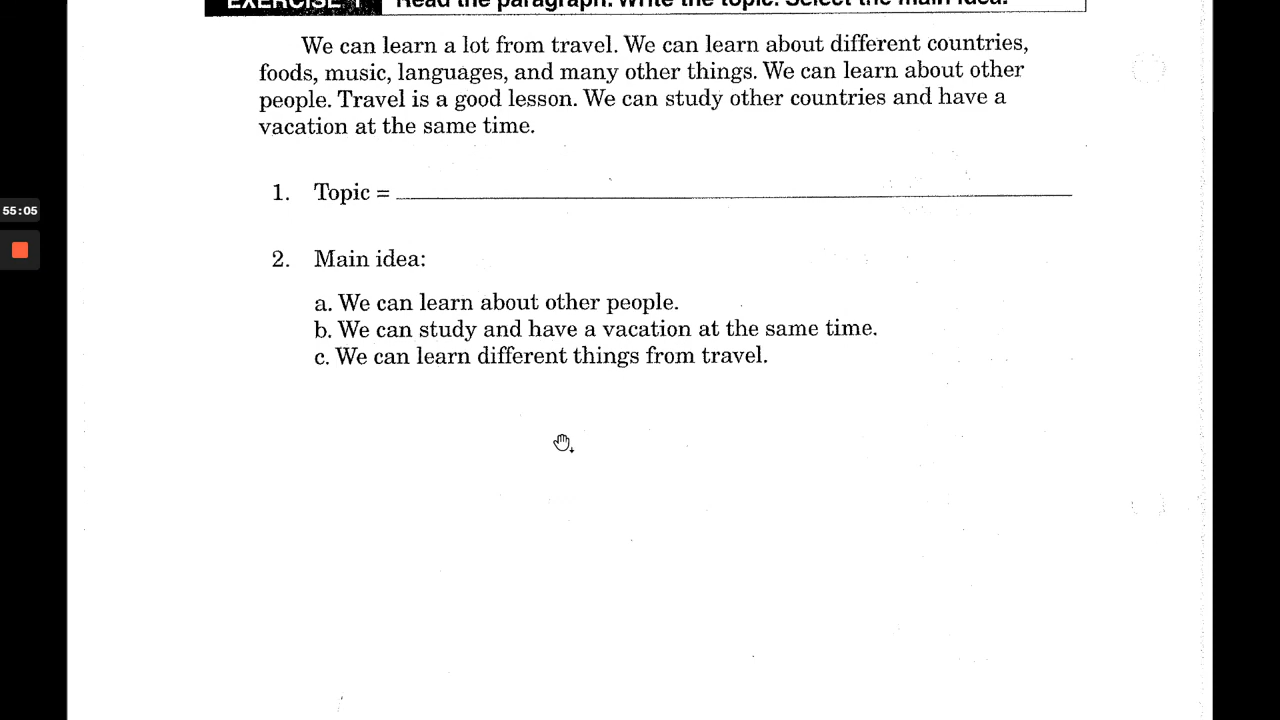 EXERCISE 1 Read the paragraph. Write the topic. Select the main idea.
We can learn a lot from travel. We can learn about different countries,
foods, music, languages, and many other things. We can learn about other
people. Travel is a good lesson. We can study other countries and have a
vacation at the same time.
1. Topic =
55:05
2. Main idea:
a. We can learn about other people.
b. We can study and have a vacation at the same time.
c. We can learn different things from travel.